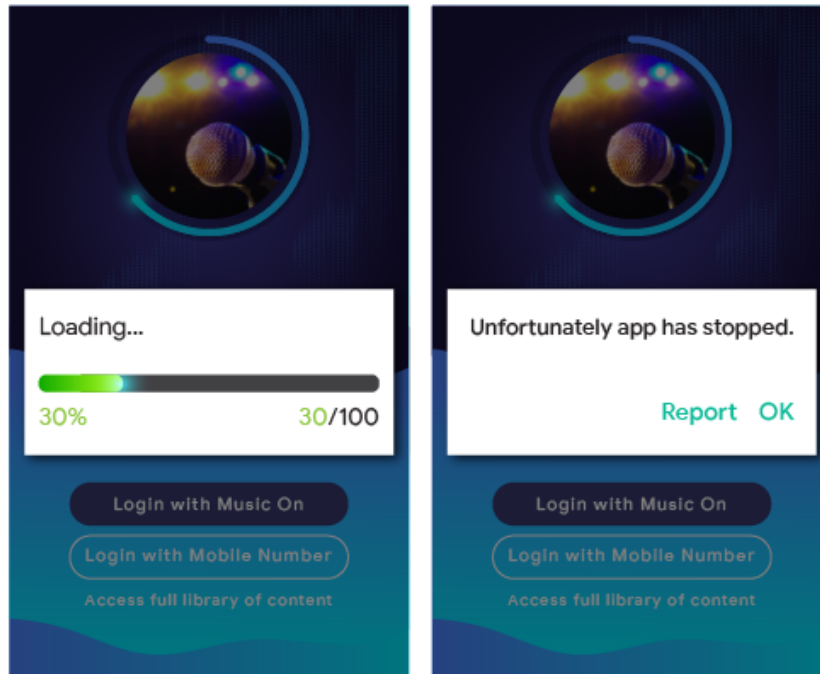 Loading...
30%
30/100
Login with Music On
Login with Mobile Number
Access full library of content
Unfortunately app has stopped.
Report OK
Login with Music On
Login with Mobile Number
Access full library of content